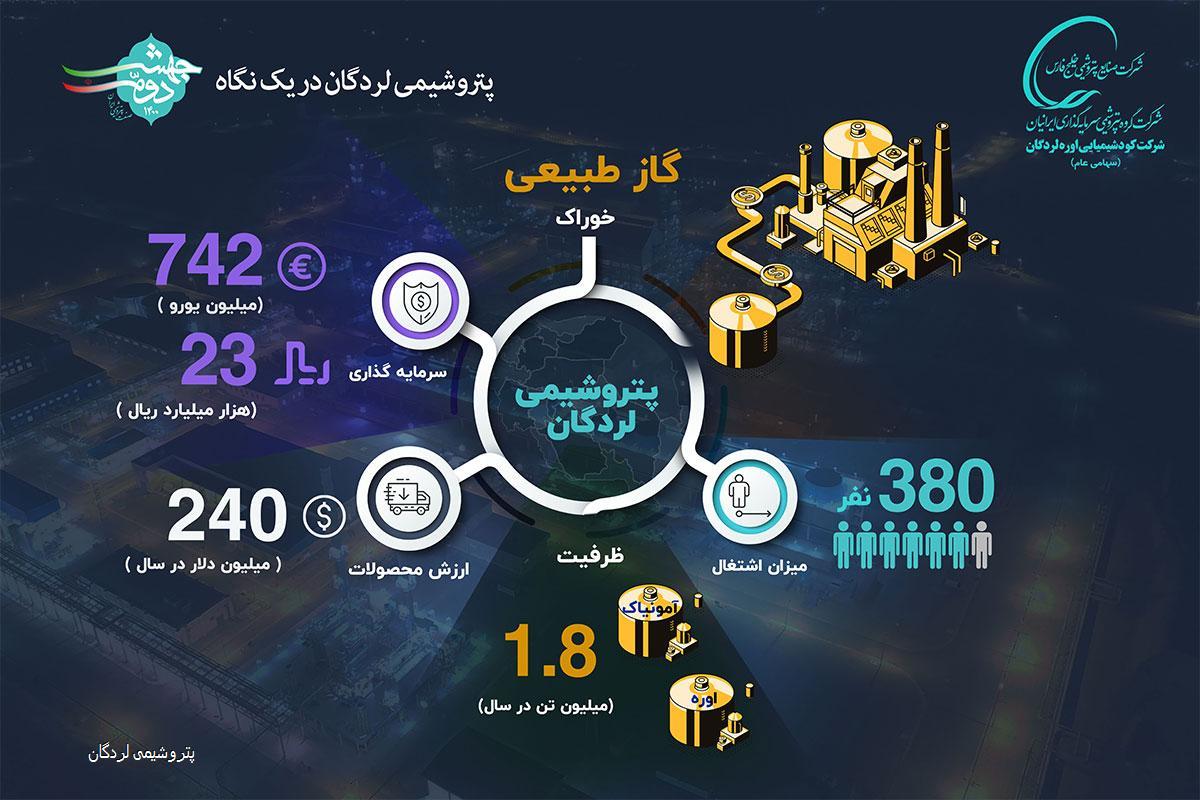 شرکت صنایع پتروشیمی خلیج فارس
شرکت گروه پتروشیمی سرمایه گذاری ایرانیان
شرکت کود شیمیایی اوره لردگان
(سهامی عام)
پتروشیمی لردگان در یک نگاه
جهش
دوم
صنعت پتروشیمی ایران
۱۴۰۰
گاز طبیعی
خوراک
742 €
(میلیون یورو )
23 ریال
(هزار میلیارد ریال )
سرمایه گذاری
$
پتروشیمی
لردگان
380 نفر
میزان اشتغال
240 $
( میلیون دلار در سال )
ارزش محصولات
ظرفیت
آمونیاک
1.8
(میلیون تن در سال)
اوره
پتروشیمی لردگان